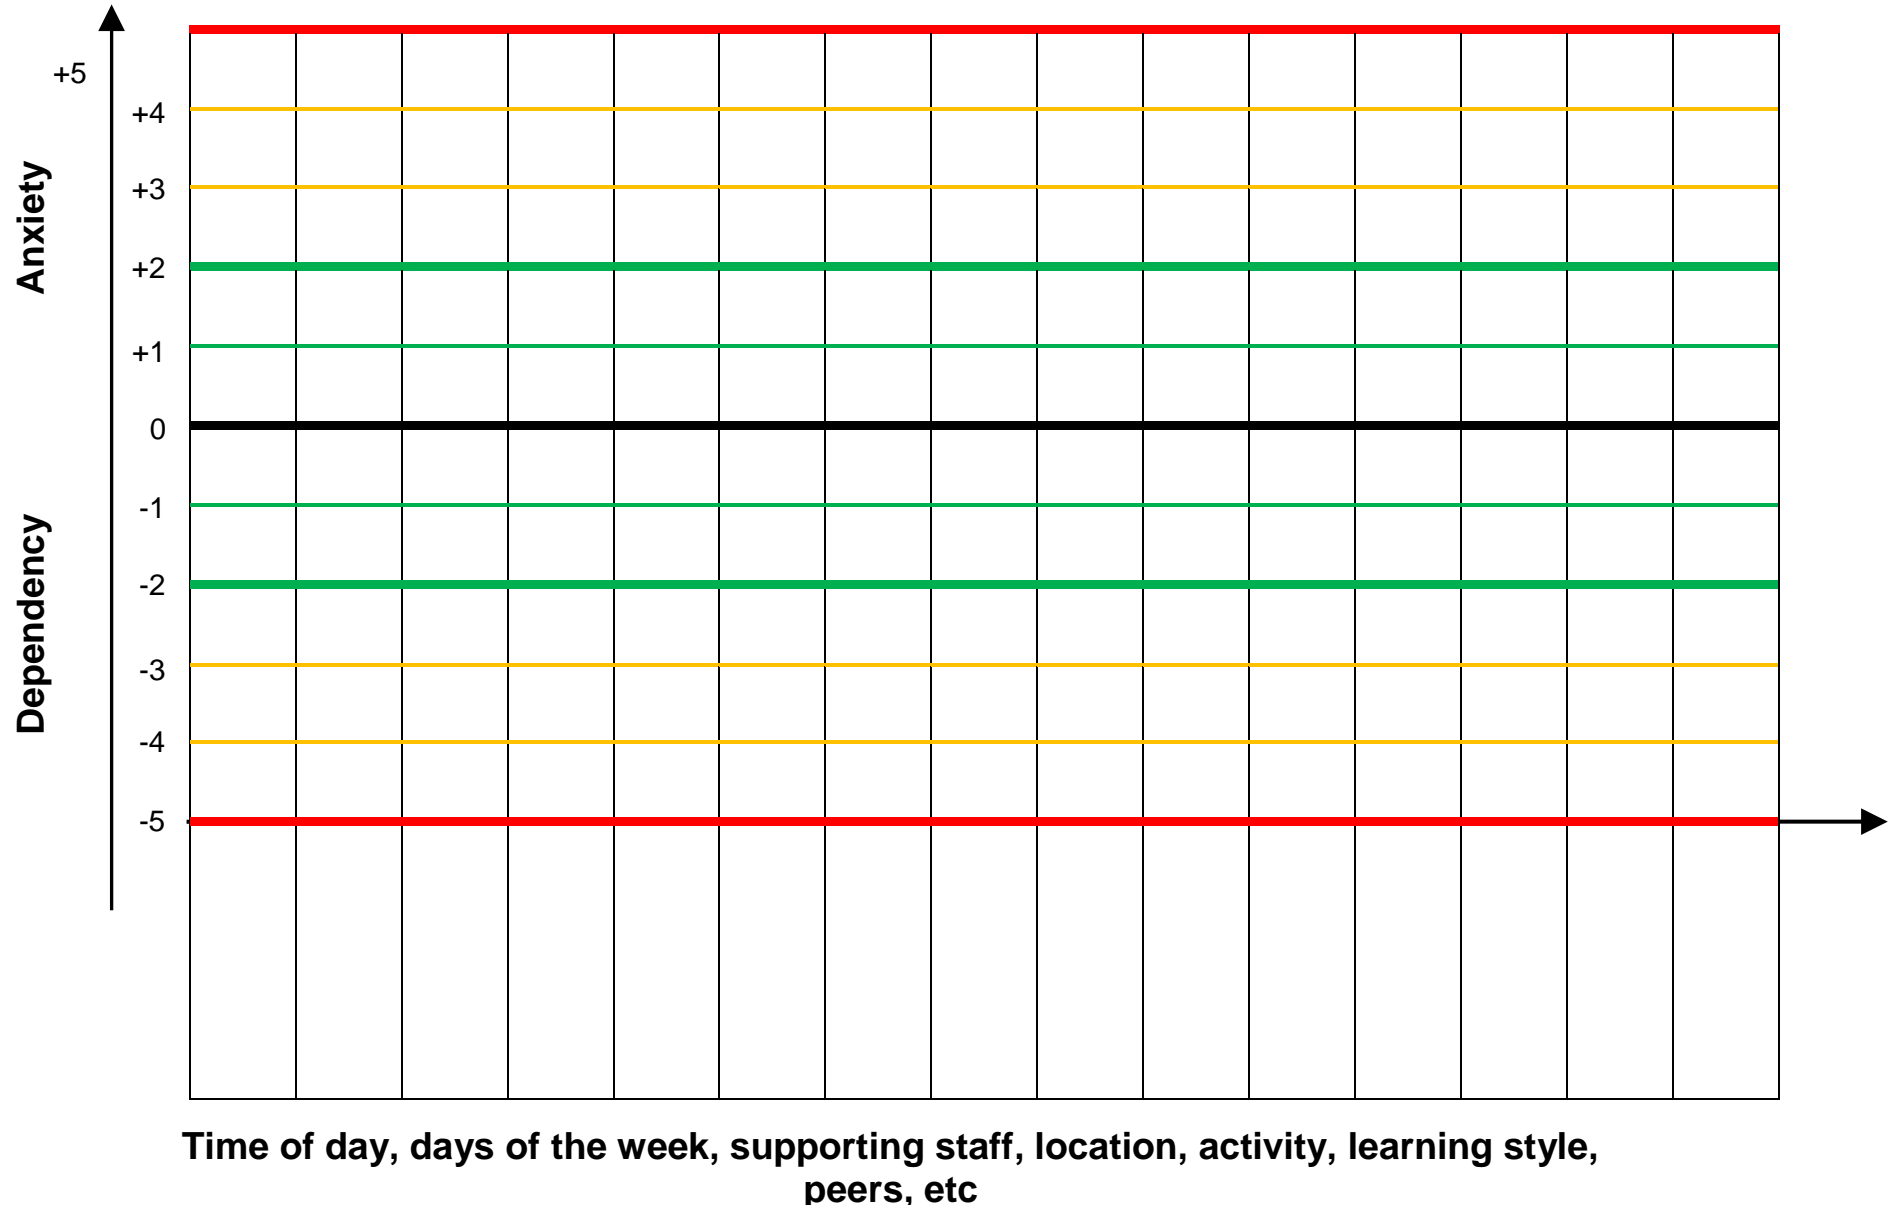 +5
+4
+3
Anxiety
+2
+1
0
-1
-2
Dependency
-3
-4
-5
Time of day, days of the week, supporting staff, location, activity, learning style,
peers, etc